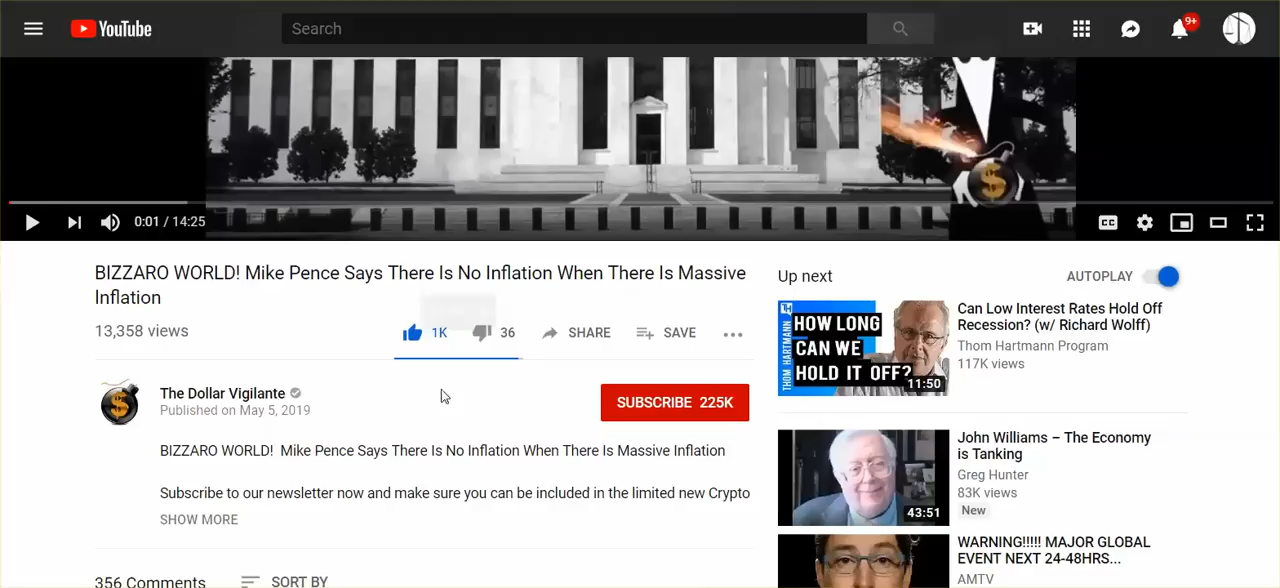 YouTube
Search
9+
$
0:01 / 14:25
CC
BIZZARO WORLD! Mike Pence Says There Is No Inflation When There Is Massive
Inflation
13,358 views
1K
36
SHARE
SAVE
$
The Dollar Vigilante
Published on May 5, 2019
SUBSCRIBE 225K
BIZZARO WORLD! Mike Pence Says There Is No Inflation When There Is Massive Inflation
Subscribe to our newsletter now and make sure you can be included in the limited new Crypto
SHOW MORE
356 Comments
SORT BY
Up next
AUTOPLAY
TH
THOM HARTMANN
HOW LONG
CAN WE
HOLD IT OFF?
11:50
Can Low Interest Rates Hold Off
Recession? (w/ Richard Wolff)
Thom Hartmann Program
117K views
43:51
John Williams – The Economy
is Tanking
Greg Hunter
83K views
New
WARNING!!!!! MAJOR GLOBAL
EVENT NEXT 24-48HRS...
AMTV